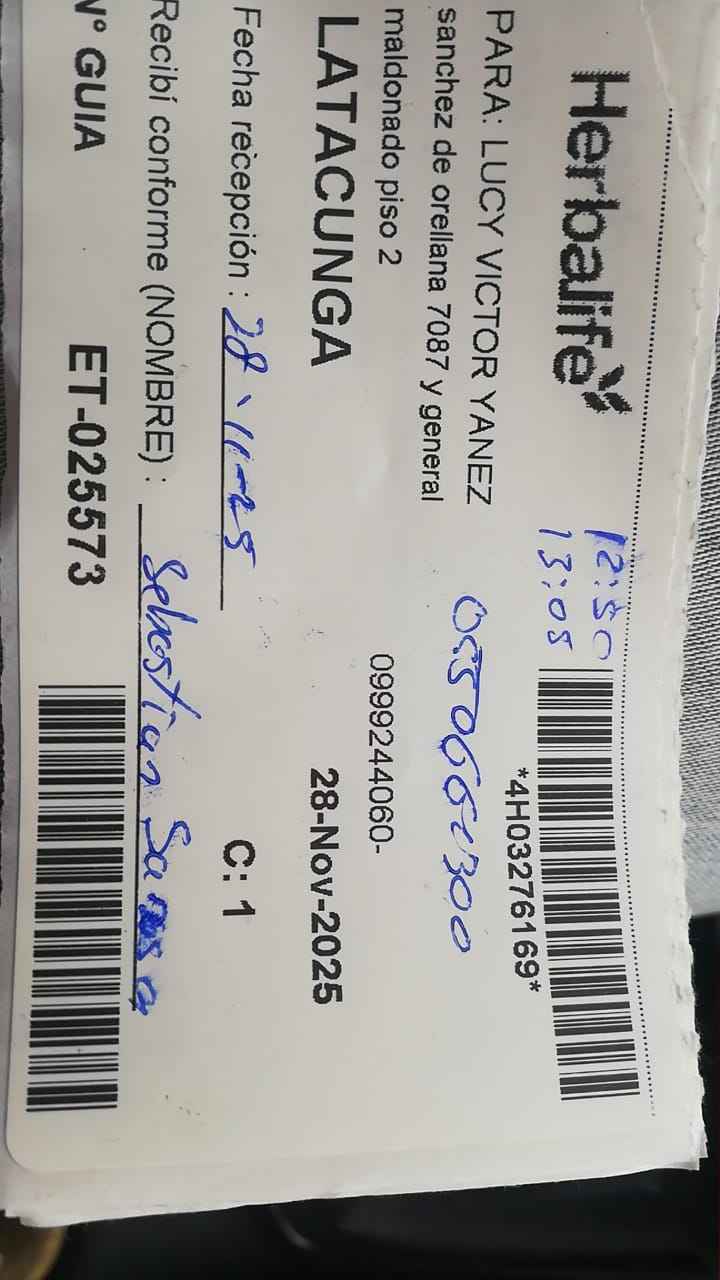 Herbalife
12:50
13:05
*4H03276169*
PARA: LUCY VICTOR YANEZ
sanchez de orellana 7087 y general
maldonado piso 2
0999244060-
LATACUNGA
28-Nov-2025
Fecha recepción : 28-11-25
C: 1
Recibí conforme (NOMBRE) : Sebastian
N° GUIA
ET-025573